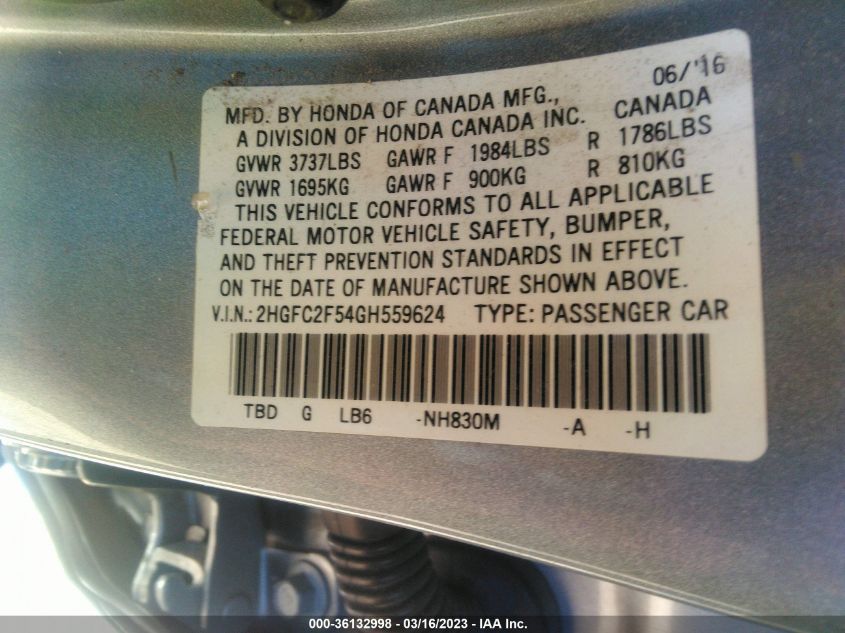 06/'16
MFD. BY HONDA OF CANADA MFG.,
A DIVISION OF HONDA CANADA INC. CANADA
GVWR 3737LBS GAWR F 1984LBS R 1786LBS
GVWR 1695KG GAWR F 900KG R 810KG
THIS VEHICLE CONFORMS TO ALL APPLICABLE
FEDERAL MOTOR VEHICLE SAFETY, BUMPER,
AND THEFT PREVENTION STANDARDS IN EFFECT
ON THE DATE OF MANUFACTURE SHOWN ABOVE.
V.I.N.: 2HGFC2F54GH559624 TYPE: PASSENGER CAR
TBD G LB6 -NH830M -A -H
000-36132998 - 03/16/2023 - IAA Inc.